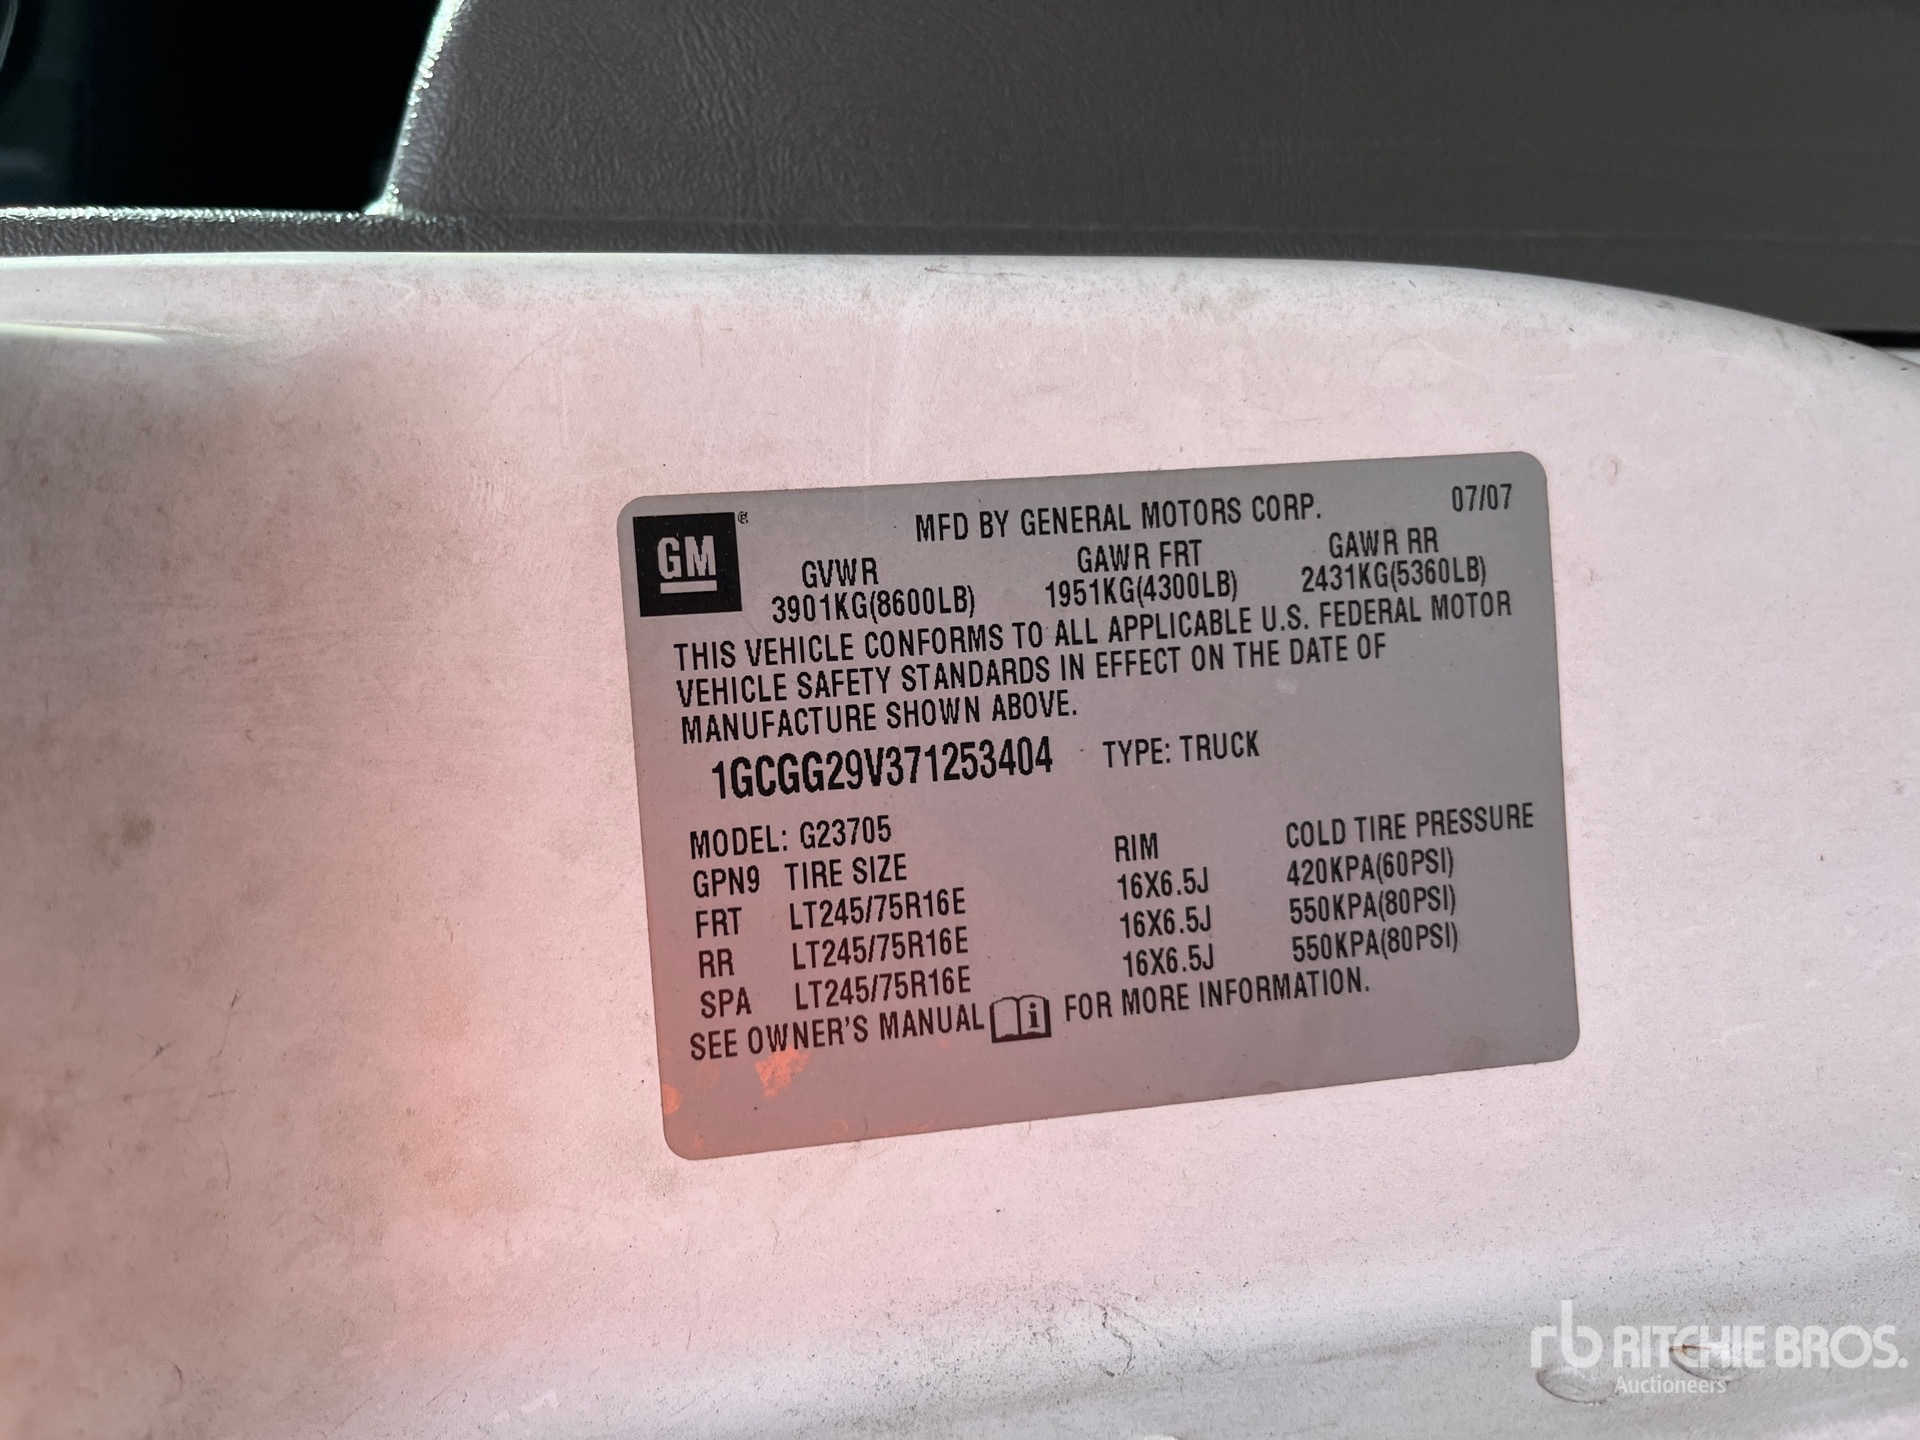 GM®
MFD BY GENERAL MOTORS CORP. 07/07
GVWR GAWR FRT GAWR RR
3901KG(8600LB) 1951KG(4300LB) 2431KG(5360LB)
THIS VEHICLE CONFORMS TO ALL APPLICABLE U.S. FEDERAL MOTOR
VEHICLE SAFETY STANDARDS IN EFFECT ON THE DATE OF
MANUFACTURE SHOWN ABOVE.
1GCGG29V371253404 TYPE: TRUCK
MODEL: G23705
GPN9 TIRE SIZE RIM COLD TIRE PRESSURE
FRT LT245/75R16E 16X6.5J 420KPA(60PSI)
RR LT245/75R16E 16X6.5J 550KPA(80PSI)
SPA LT245/75R16E 16X6.5J 550KPA(80PSI)
SEE OWNER'S MANUAL i FOR MORE INFORMATION.
rb RITCHIE BROS.
Auctioneers